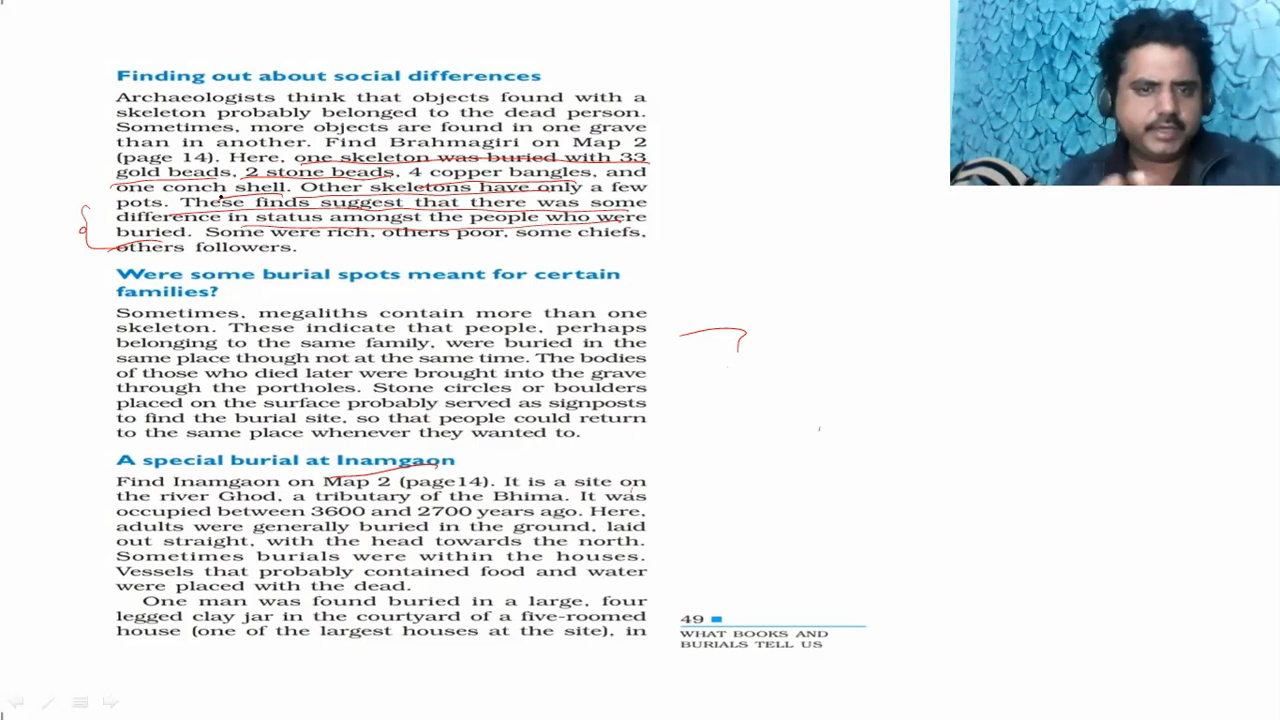 Finding out about social differences
Archaeologists think that objects found with a
skeleton probably belonged to the dead person.
Sometimes, more objects are found in one grave
than in another. Find Brahmagiri on Map 2
(page 14). Here, one skeleton was buried with 33
gold beads, 2 stone beads, 4 copper bangles, and
one conch shell. Other skeletons have only a few
pots. These finds suggest that there was some
difference in status amongst the people who were
buried. Some were rich, others poor, some chiefs,
others followers.
Were some burial spots meant for certain
families?
Sometimes, megaliths contain more than one
skeleton. These indicate that people, perhaps
belonging to the same family, were buried in the
same place though not at the same time. The bodies
of those who died later were brought into the grave
through the portholes. Stone circles or boulders
placed on the surface probably served as signposts
to find the burial site, so that people could return
to the same place whenever they wanted to.
A special burial at Inamgaon
Find Inamgaon on Map 2 (page14). It is a site on
the river Ghod, a tributary of the Bhima. It was
occupied between 3600 and 2700 years ago. Here,
adults were generally buried in the ground, laid
out straight, with the head towards the north.
Sometimes burials were within the houses.
Vessels that probably contained food and water
were placed with the dead.
One man was found buried in a large, four
legged clay jar in the courtyard of a five-roomed
house (one of the largest houses at the site), in
49
WHAT BOOKS AND
BURIALS TELL US